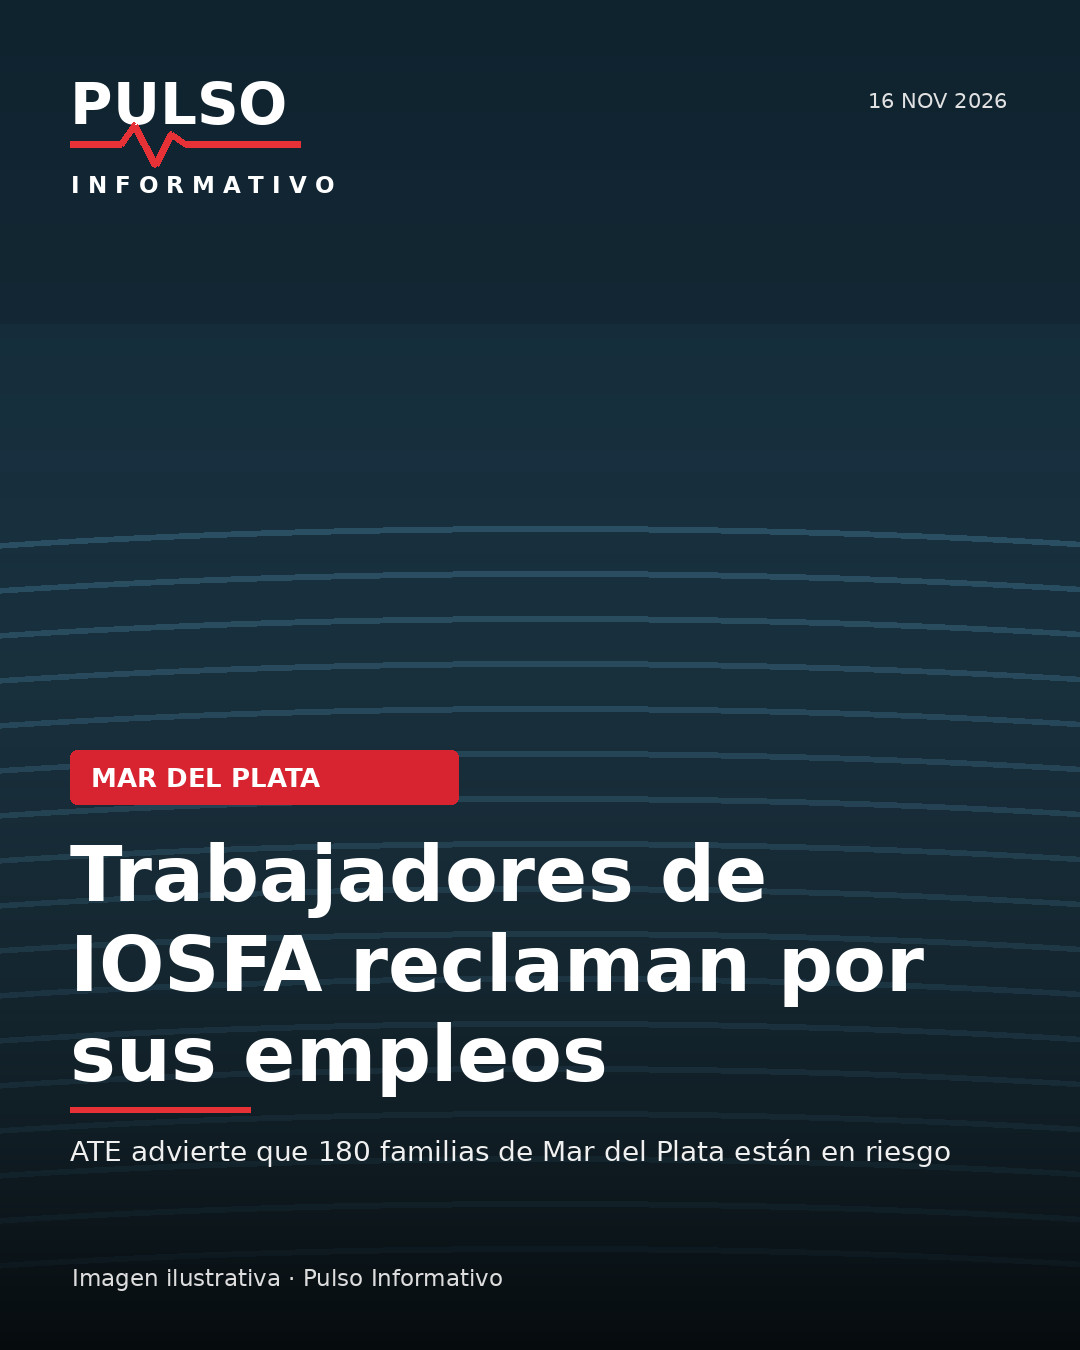 PULSO
INFORMATIVO
16 NOV 2026
MAR DEL PLATA
Trabajadores de
IOSFA reclaman por
sus empleos
ATE advierte que 180 familias de Mar del Plata están en riesgo
Imagen ilustrativa · Pulso Informativo